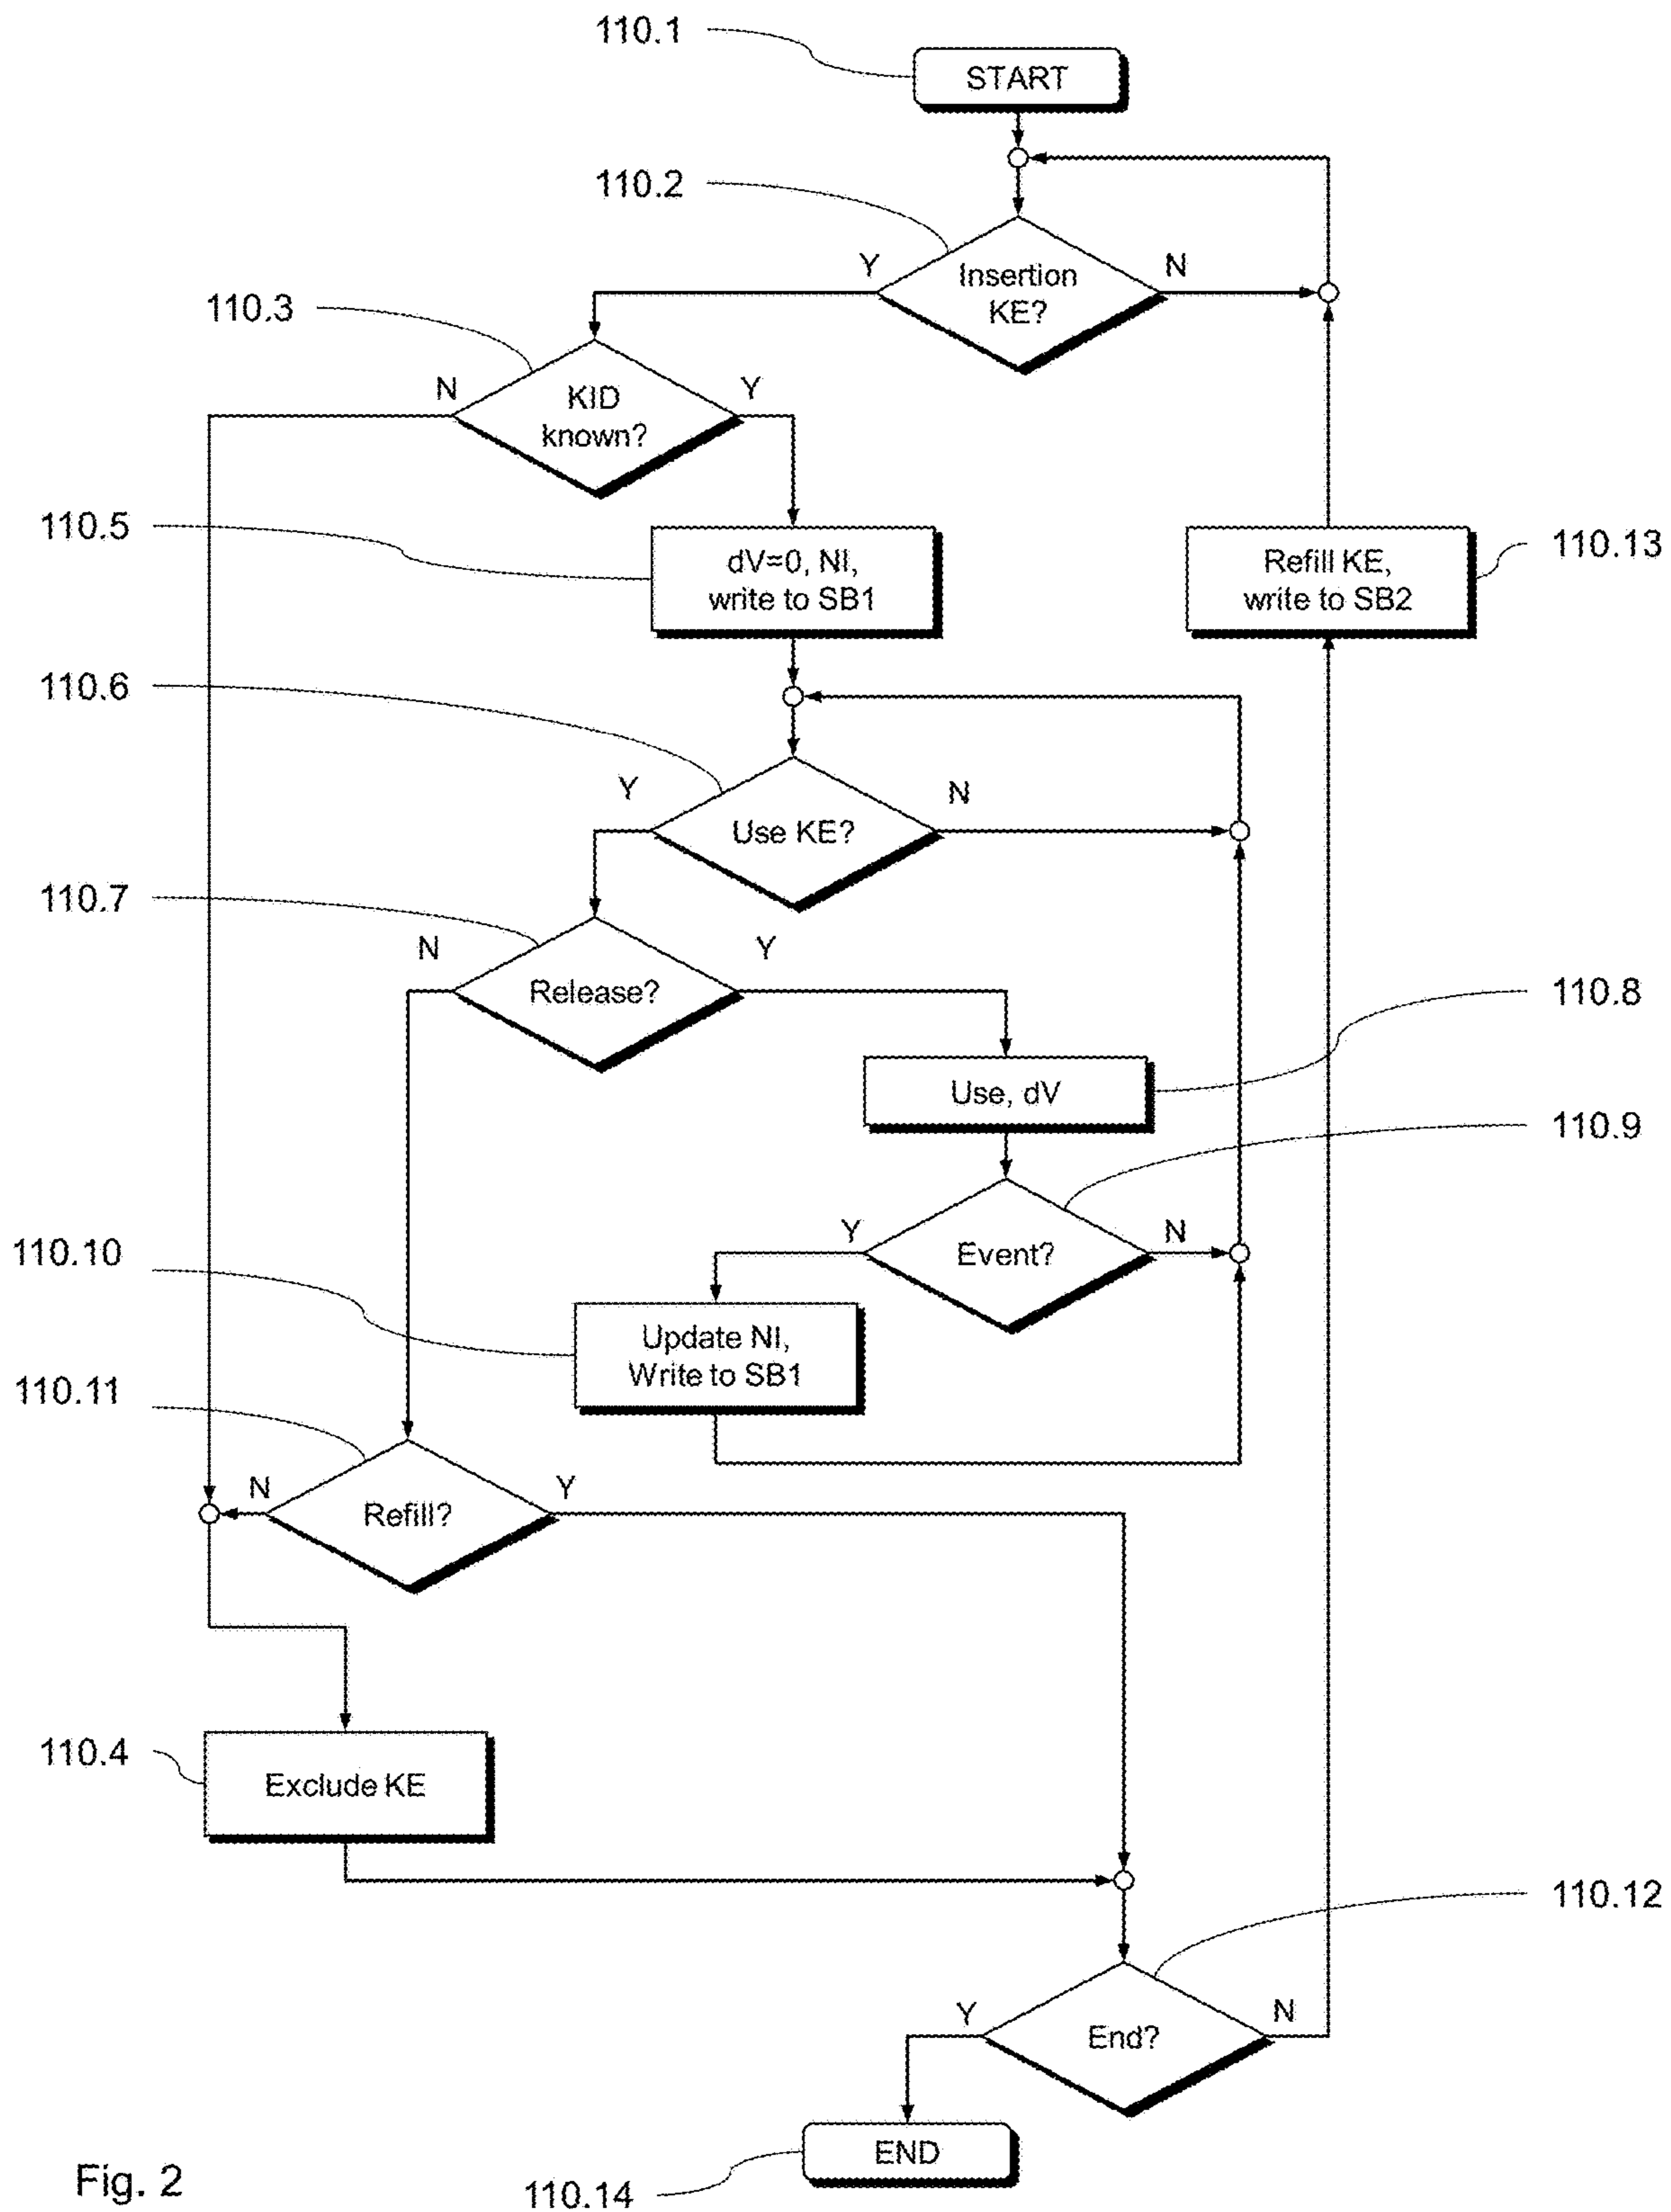 110.1
START
110.2
Y
Insertion
KE?
N
110.3
N
KID
known?
Y
110.5
dV=0, NI,
write to SB1
Refill KE,
write to SB2
110.13
110.6
Y
Use KE?
N
110.7
N
Release?
Y
110.8
Use, dV
110.9
Y
Event?
N
110.10
Update NI,
Write to SB1
110.11
N
Refill?
Y
110.4
Exclude KE
110.12
Y
End?
N
END
110.14
Fig. 2